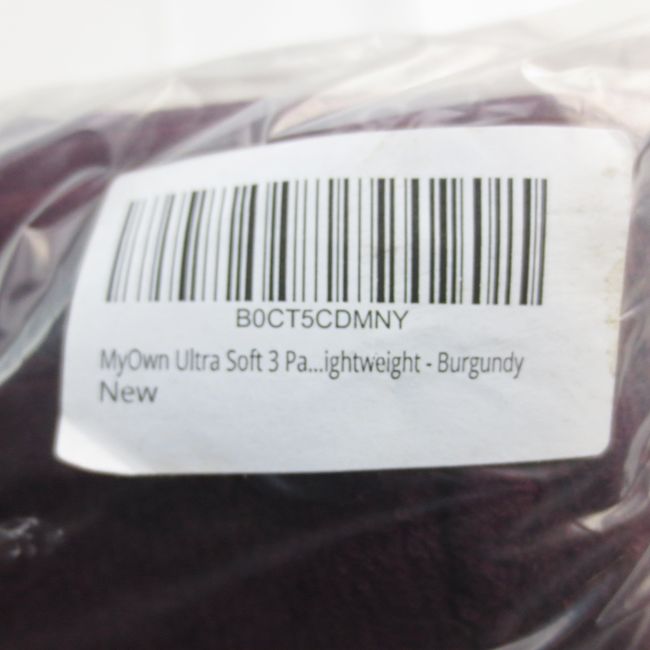 B0CT5CDMNY
MyOwn Ultra Soft 3 Pa...ightweight - Burgundy
New